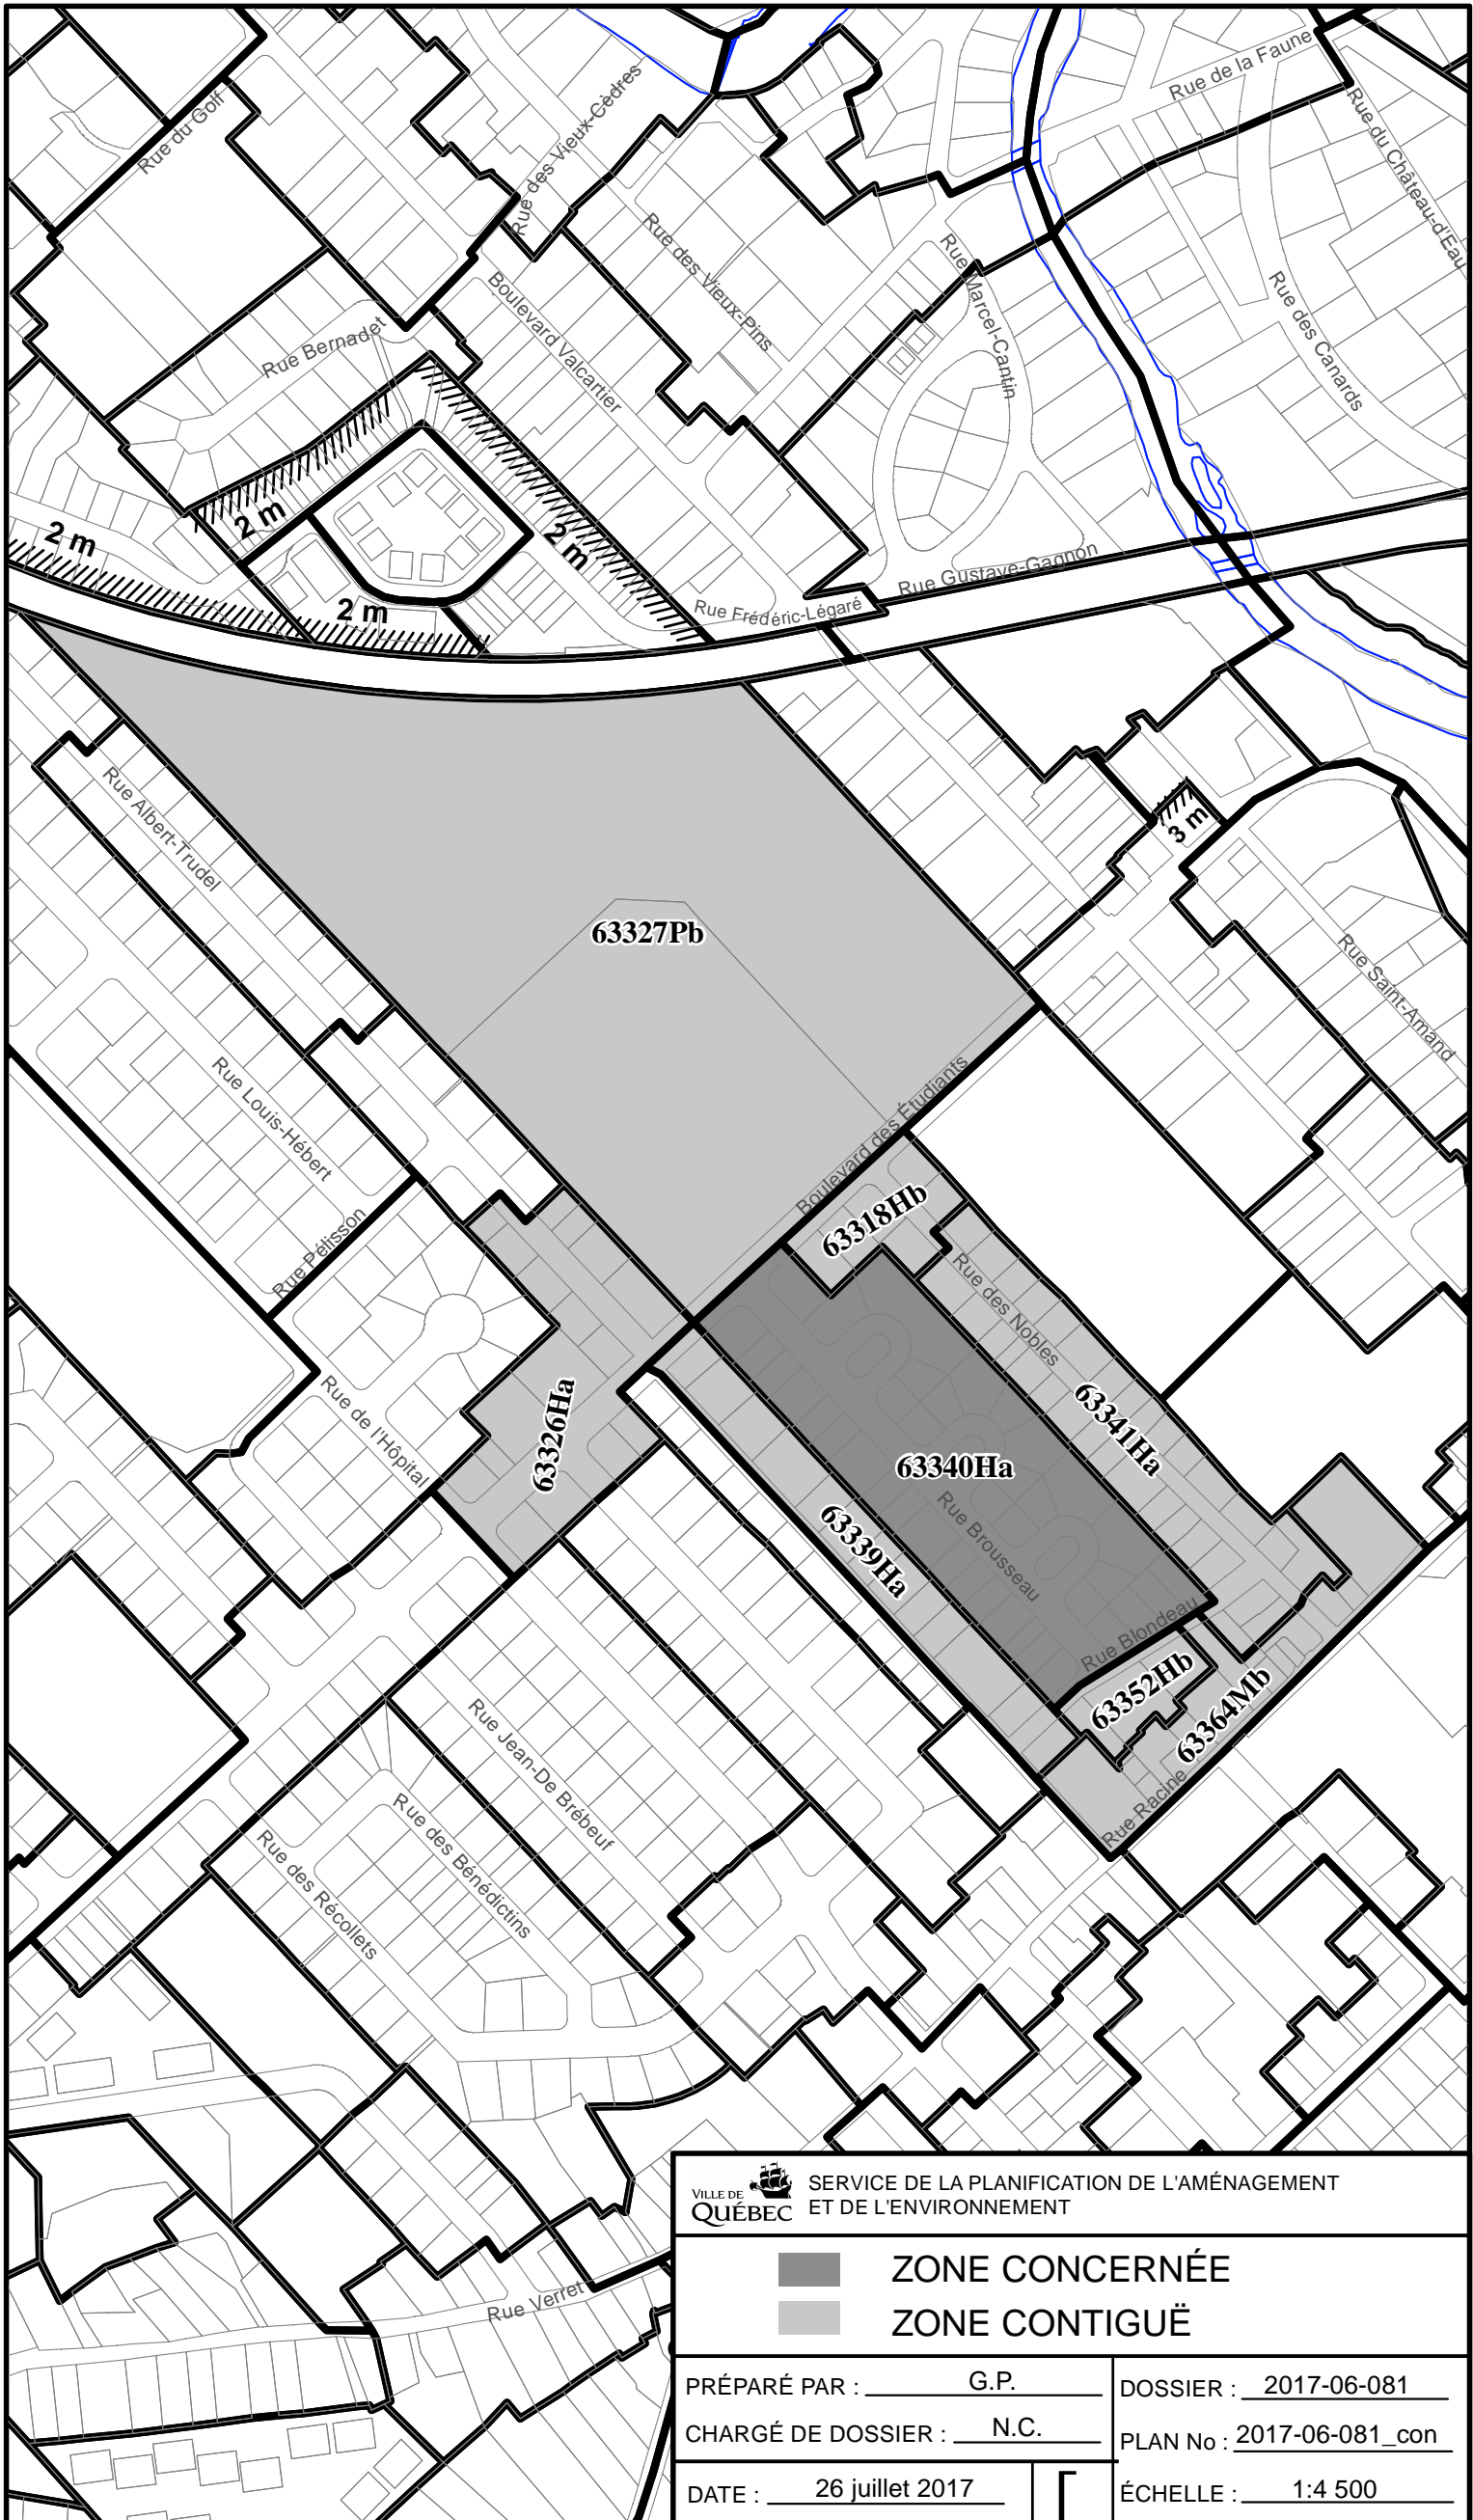 Rue de la Faune
Rue du Golf
Rue des Vieux-Cèdres
Rue du Château-d'Eau
Rue des Vieux-Pins
Rue Marcel-Cantin
Boulevard Valcartier
Rue des Canards
Rue Bernadet
2 m
2 m
2 m
2 m
Rue Gustave-Gagnon
Rue Frédéric-Légaré
3 m
Rue Albert-Trudel
63327Pb
Rue Saint-Amand
Rue Louis-Hébert
Boulevard des Étudiants
63318Hb
Rue Pélisson
Rue des Nobles
Rue de l'Hôpital
63326Ha
63341Ha
63340Ha
Rue Brousseau
63339Ha
Rue Blondeau
63352Hb
63364Mb
Rue Jean-De Brébeuf
Rue des Bénédictins
Rue Racine
Rue des Récollets
Rue Verret
VILLE DE
QUÉBEC
SERVICE DE LA PLANIFICATION DE L'AMÉNAGEMENT
ET DE L'ENVIRONNEMENT
ZONE CONCERNÉE
ZONE CONTIGUË
PRÉPARÉ PAR : G.P.
DOSSIER : 2017-06-081
CHARGÉ DE DOSSIER : N.C.
PLAN No : 2017-06-081_con
DATE : 26 juillet 2017
ÉCHELLE : 1:4 500